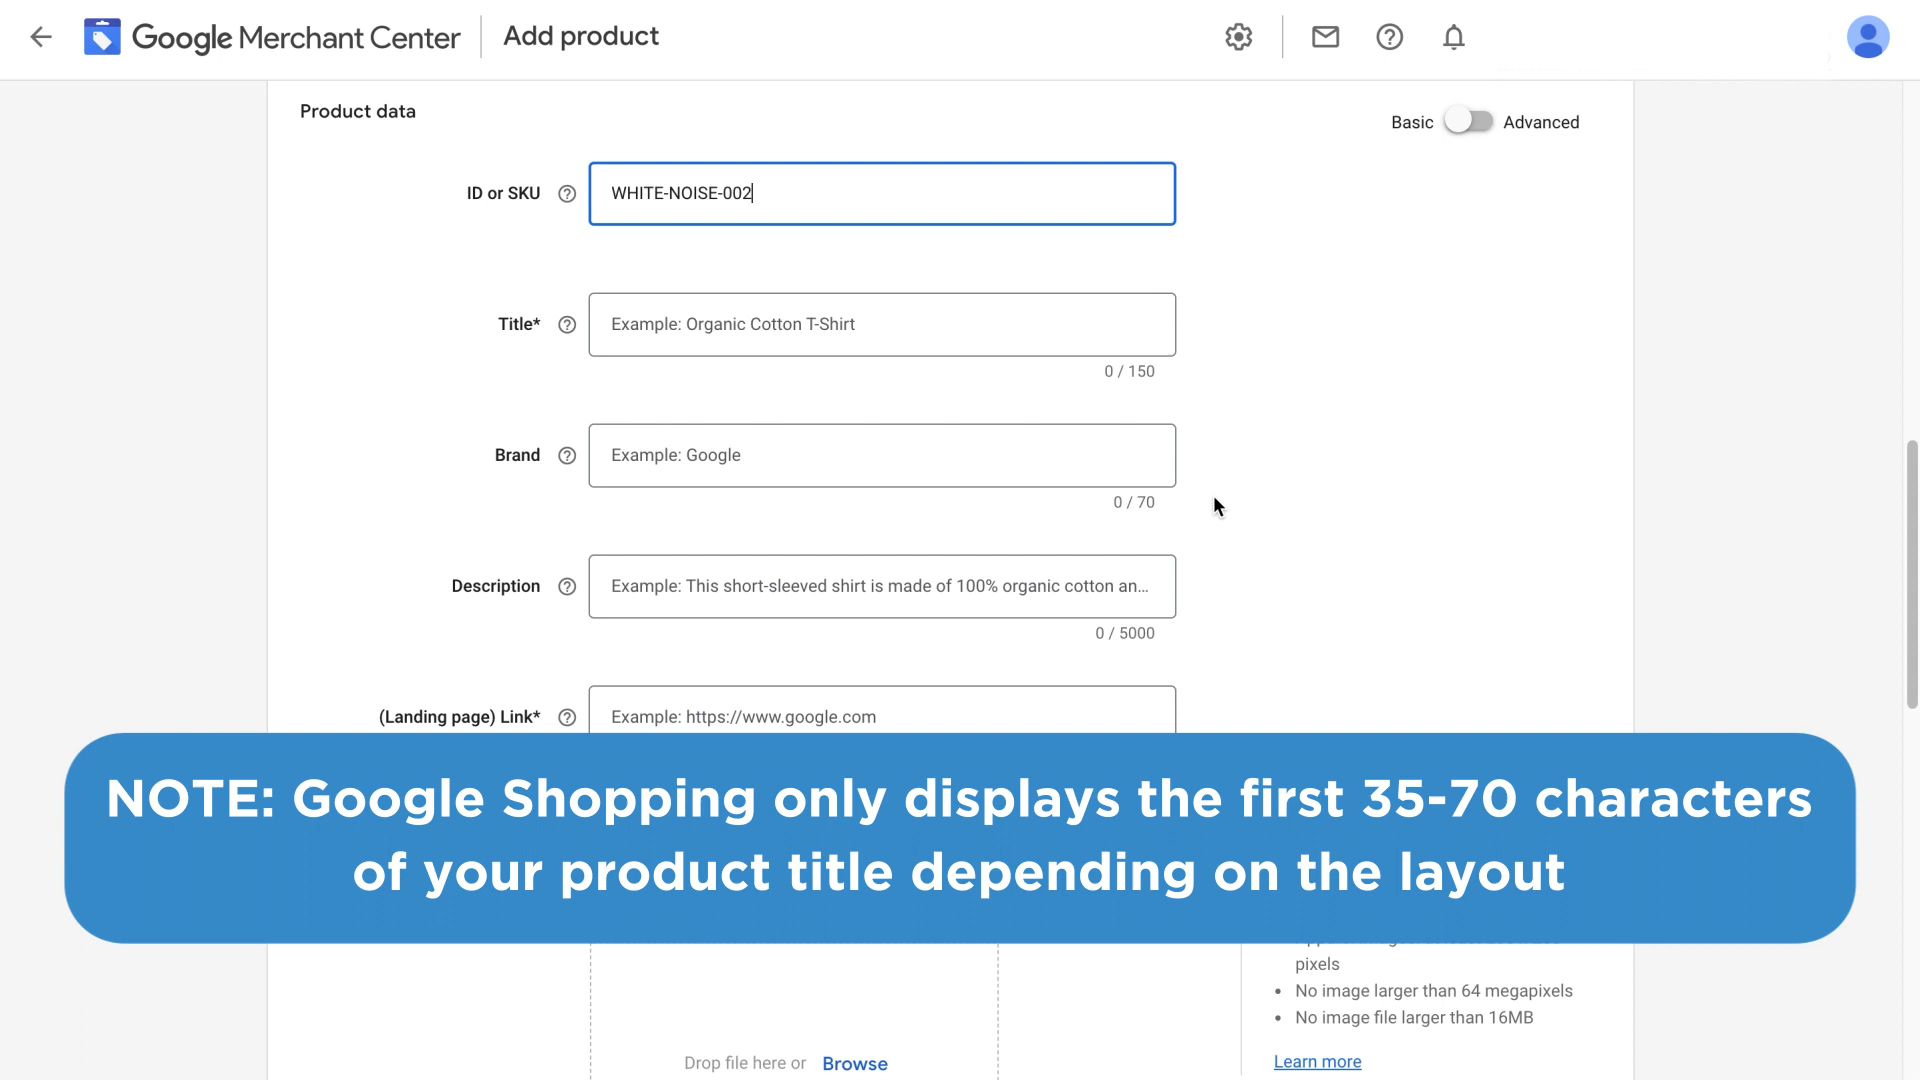 Google Merchant Center
Add product
Product data
Basic Advanced
ID or SKU WHITE-NOISE-002
Title* Example: Organic Cotton T-Shirt
0 / 150
Brand Example: Google
0 / 70
Description Example: This short-sleeved shirt is made of 100% organic cotton an...
0 / 5000
(Landing page) Link* Example: https://www.google.com
NOTE: Google Shopping only displays the first 35-70 characters
of your product title depending on the layout
pixels
• No image larger than 64 megapixels
• No image file larger than 16MB
Drop file here or Browse
Learn more